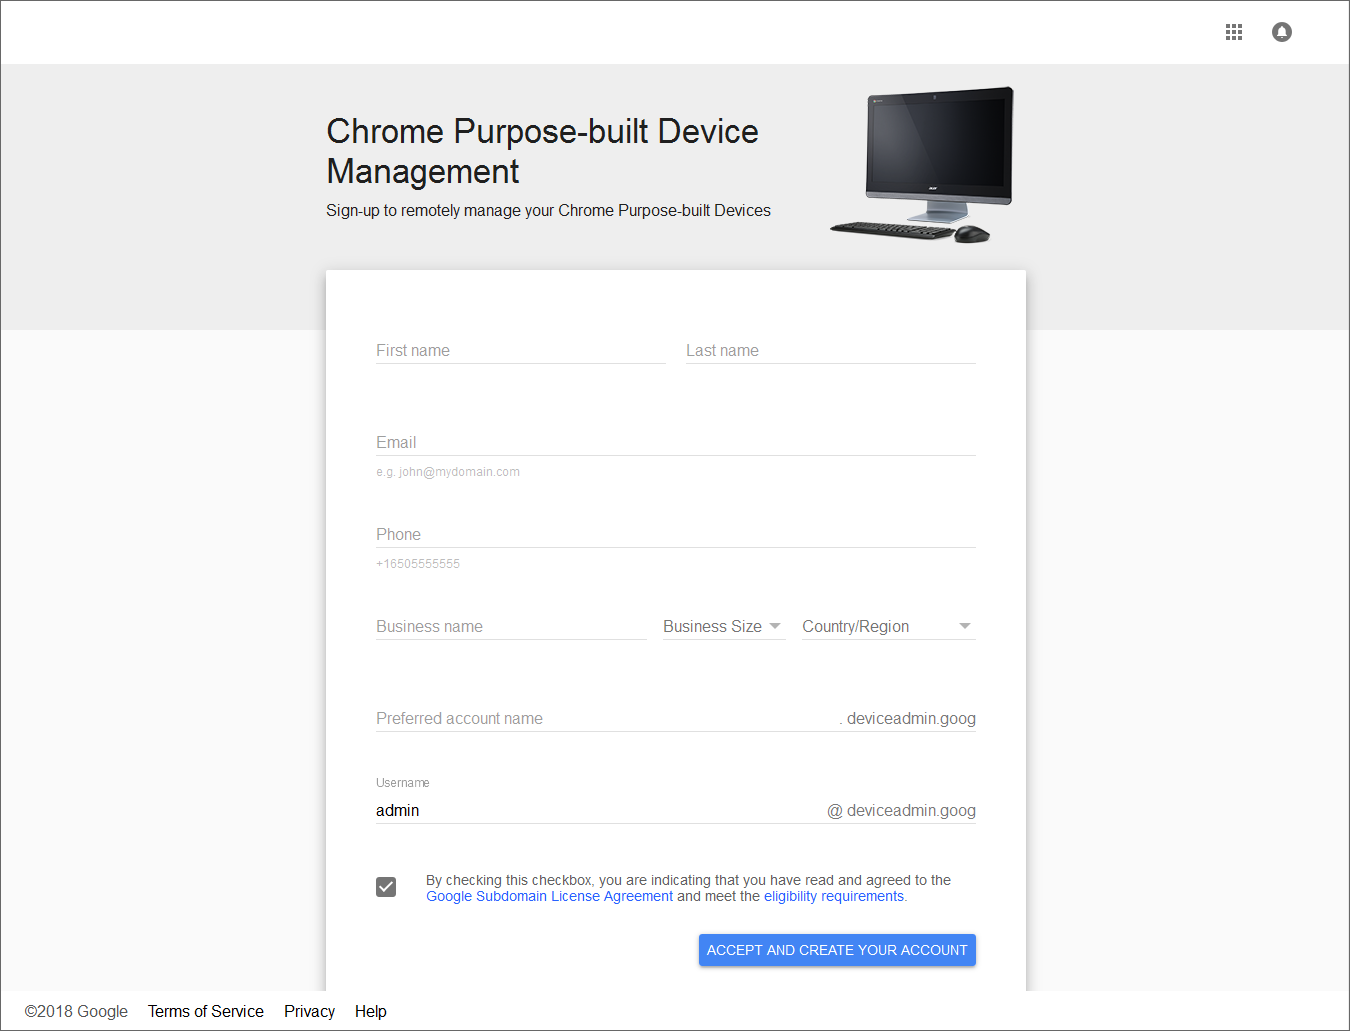 Chrome Purpose-built Device
Management
Sign-up to remotely manage your Chrome Purpose-built Devices
acer
First name
Last name
Email
e.g. john@mydomain.com
Phone
+16505555555
Business name
Business Size
Country/Region
Preferred account name
. deviceadmin.goog
Username
admin
@ deviceadmin.goog
By checking this checkbox, you are indicating that you have read and agreed to the
Google Subdomain License Agreement and meet the eligibility requirements.
ACCEPT AND CREATE YOUR ACCOUNT
©2018 Google
Terms of Service
Privacy
Help